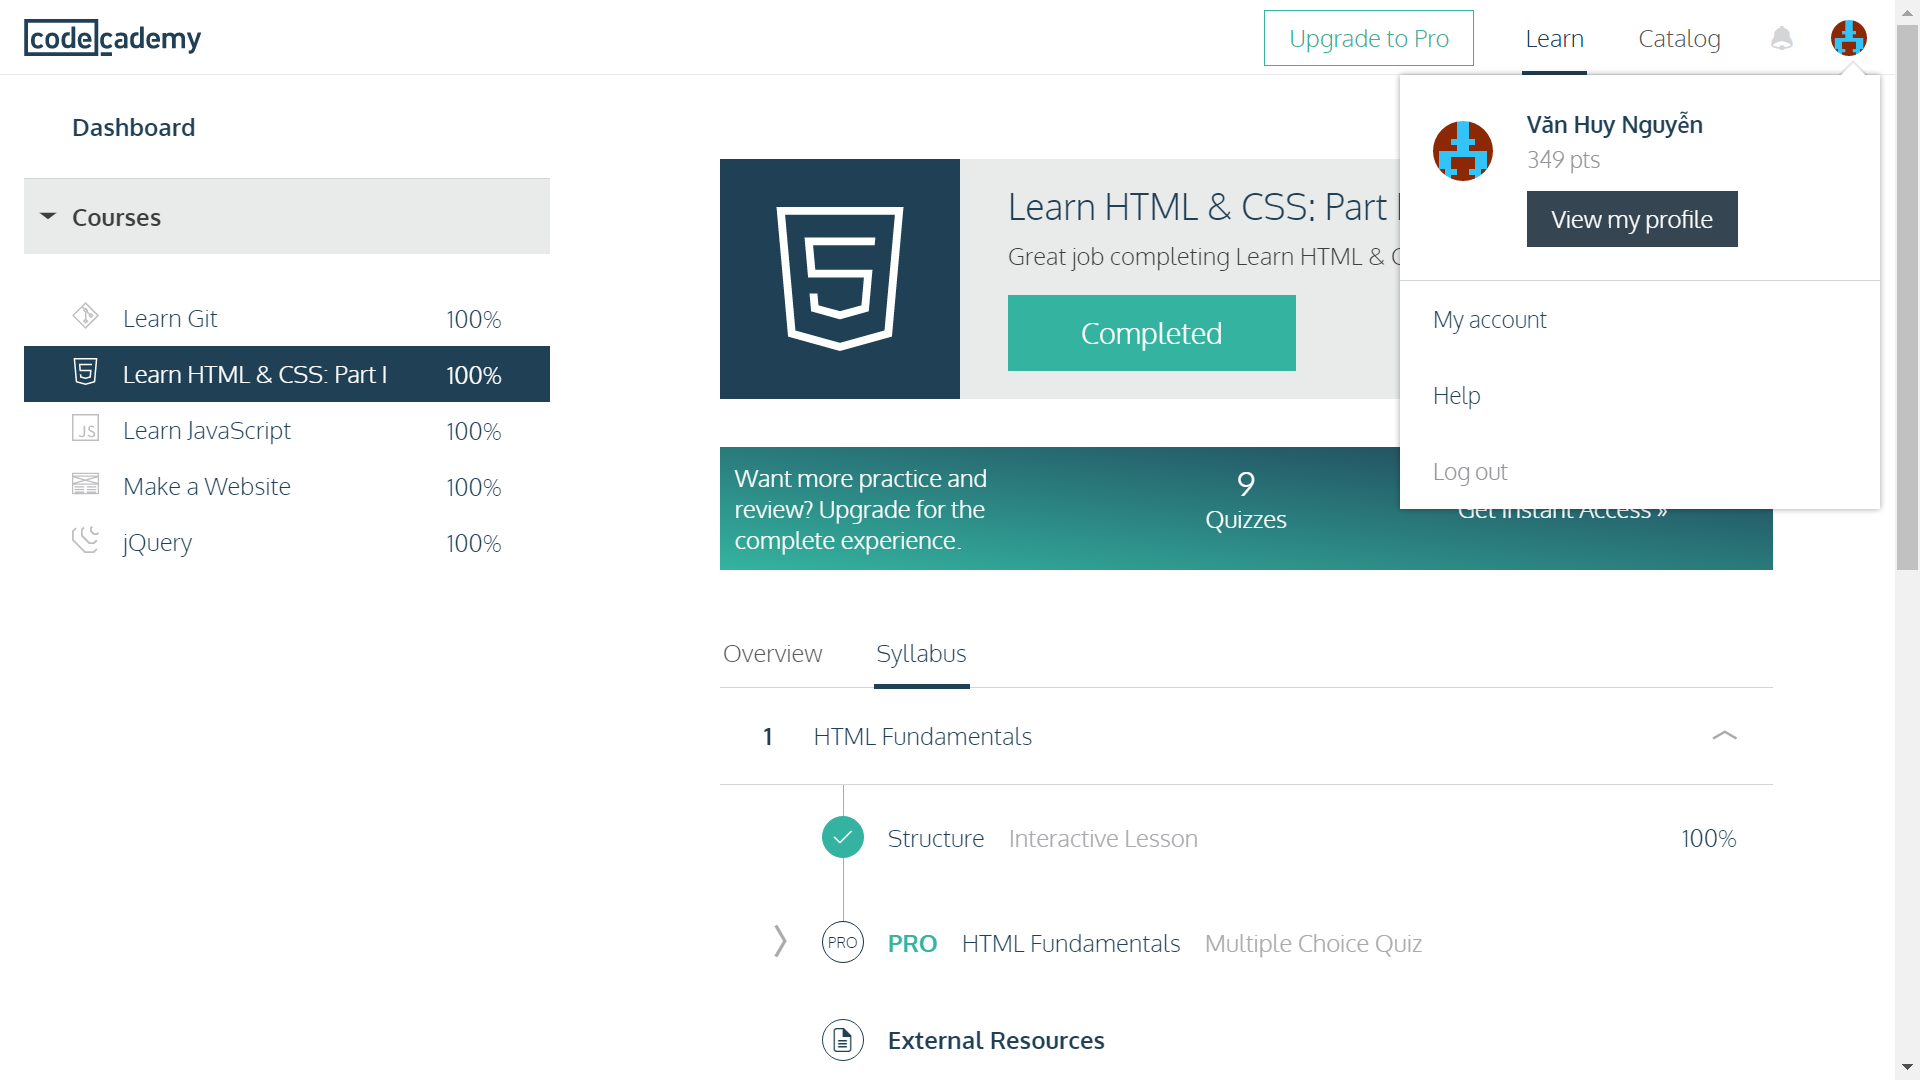 codecademy
Upgrade to Pro
Learn
Catalog
Dashboard
Courses
Learn Git 100%
Learn HTML & CSS: Part I 100%
Learn JavaScript 100%
Make a Website 100%
jQuery 100%
Learn HTML & CSS: Part
Great job completing Learn HTML &
Completed
Văn Huy Nguyễn
349 pts
View my profile
My account
Help
Log out
Want more practice and
review? Upgrade for the
complete experience.
9
Quizzes
Get Instant Access »
Overview
Syllabus
1 HTML Fundamentals
Structure Interactive Lesson 100%
PRO PRO HTML Fundamentals Multiple Choice Quiz
External Resources